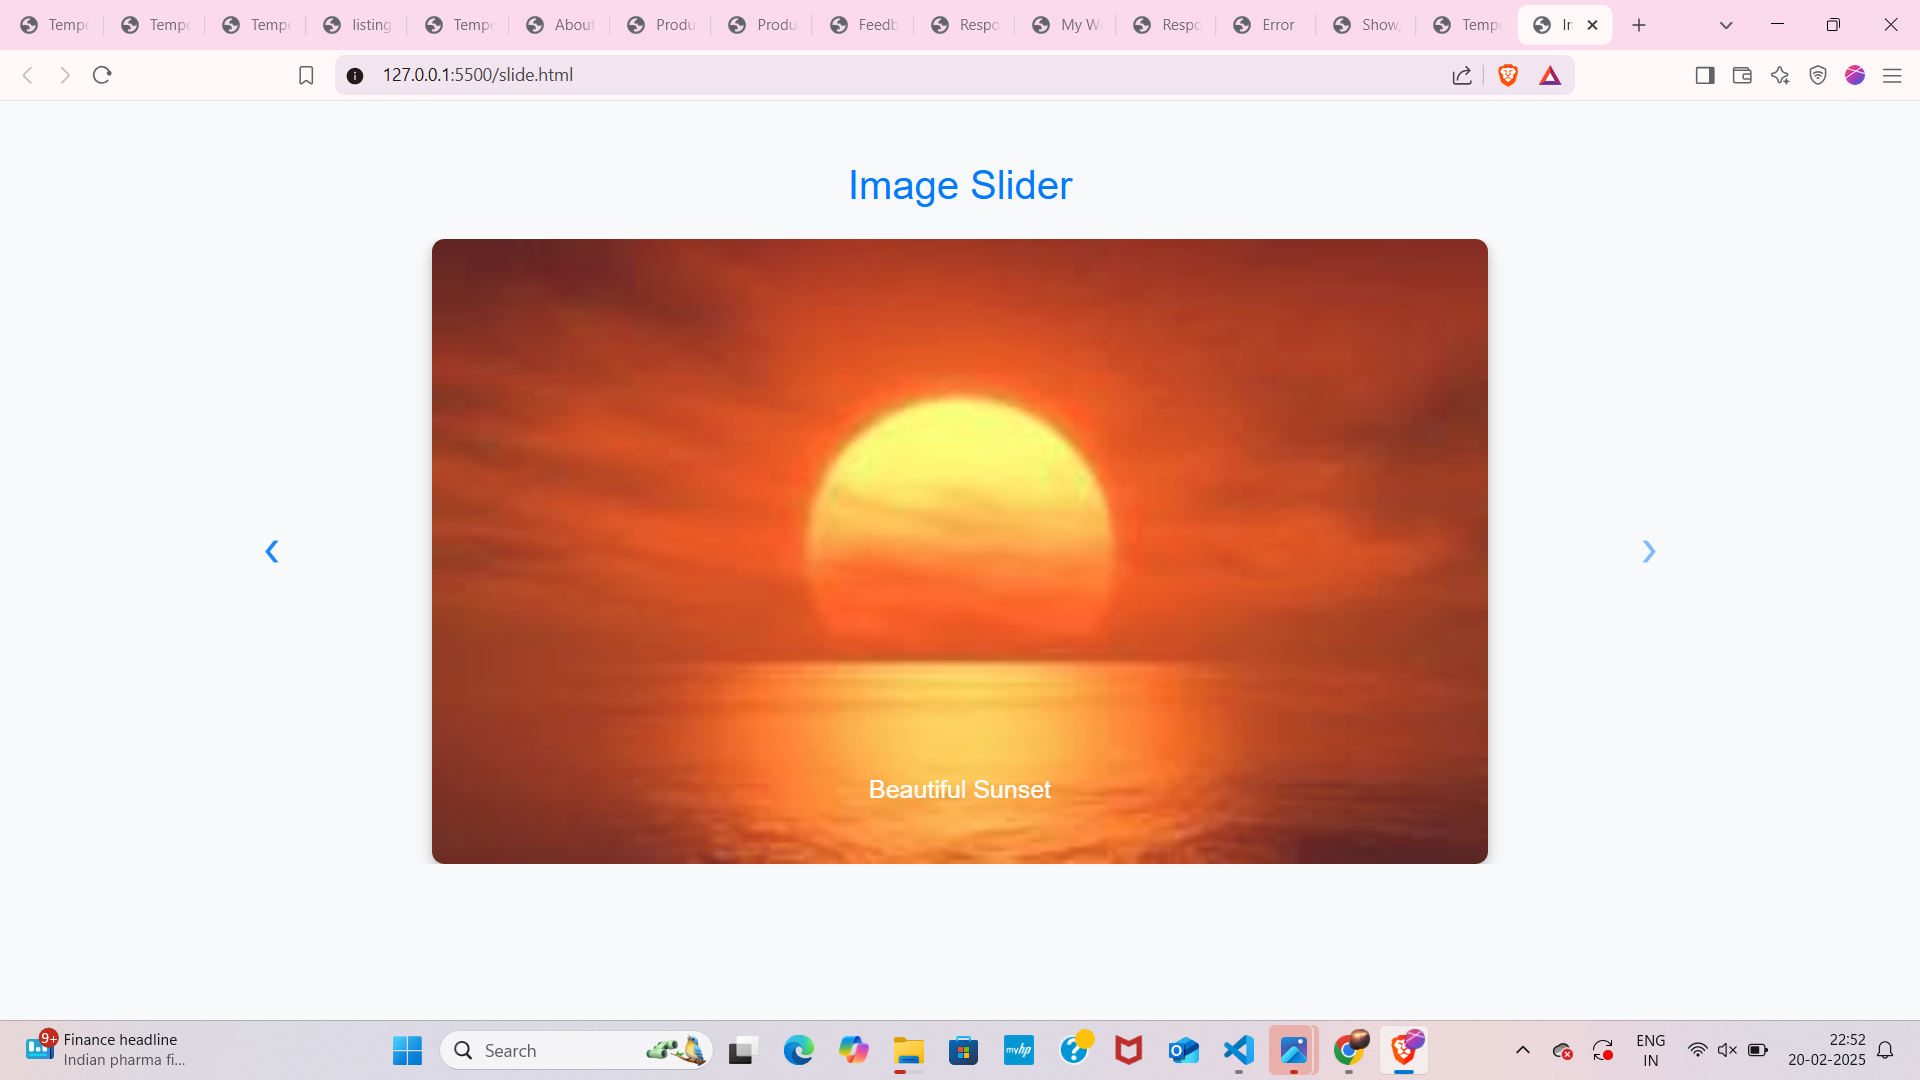 Tempe
Tempe
Tempe
listing
Tempe
About
Produ
Produ
Feedb
Respo
My W
Respo
Error
Show/
Tempe
127.0.0.1:5500/slide.html
Image Slider
Beautiful Sunset
9+
Finance headline
Indian pharma fi...
Search
myhp
ENG
IN
22:52
20-02-2025